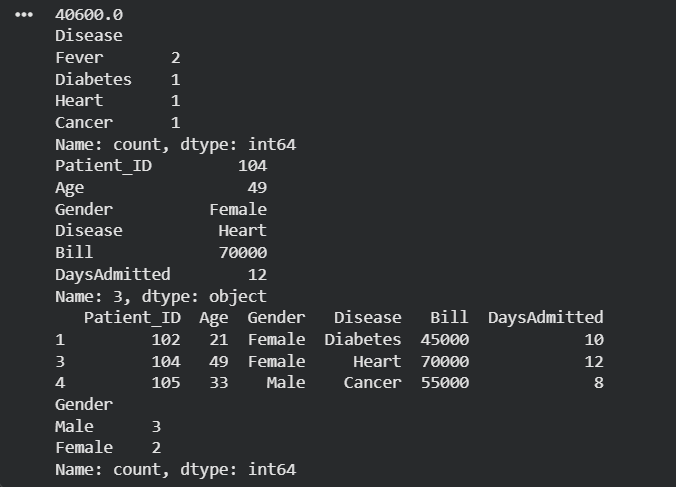 40600.0
Disease
Fever       2
Diabetes    1
Heart       1
Cancer      1
Name: count, dtype: int64
Patient_ID         104
Age                 49
Gender          Female
Disease          Heart
Bill             70000
DaysAdmitted        12
Name: 3, dtype: object
   Patient_ID  Age  Gender   Disease   Bill  DaysAdmitted
1         102   21  Female  Diabetes  45000            10
3         104   49  Female     Heart  70000            12
4         105   33    Male    Cancer  55000             8
Gender
Male      3
Female    2
Name: count, dtype: int64